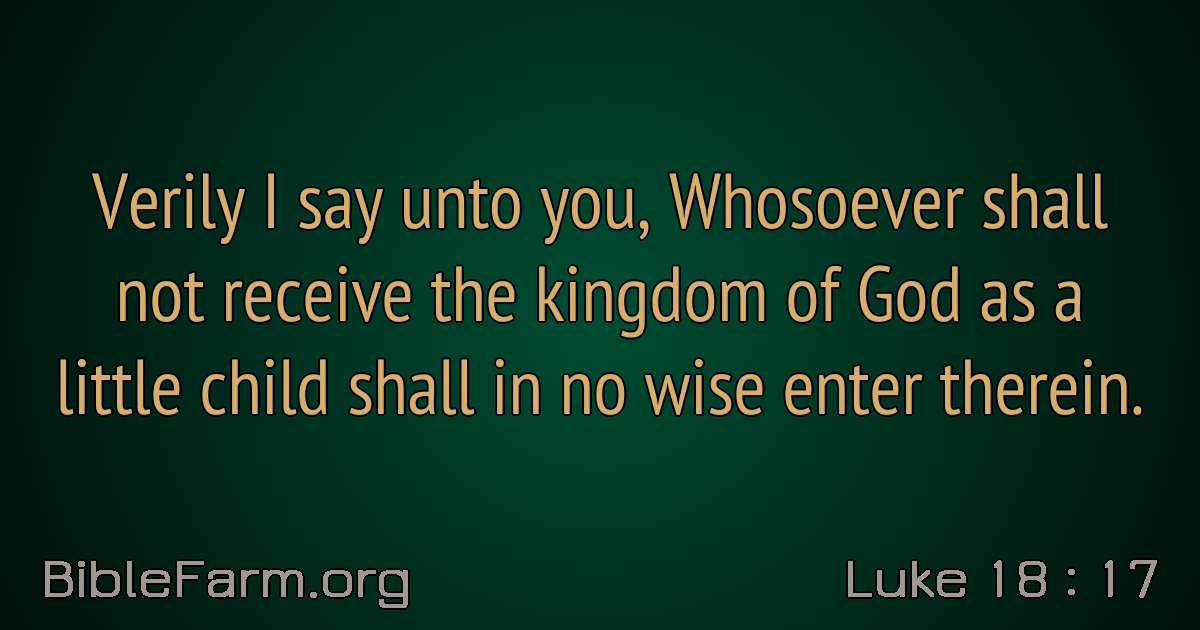 Verily I say unto you, Whosoever shall
not receive the kingdom of God as a
little child shall in no wise enter therein.
BibleFarm.org
Luke 18 : 17